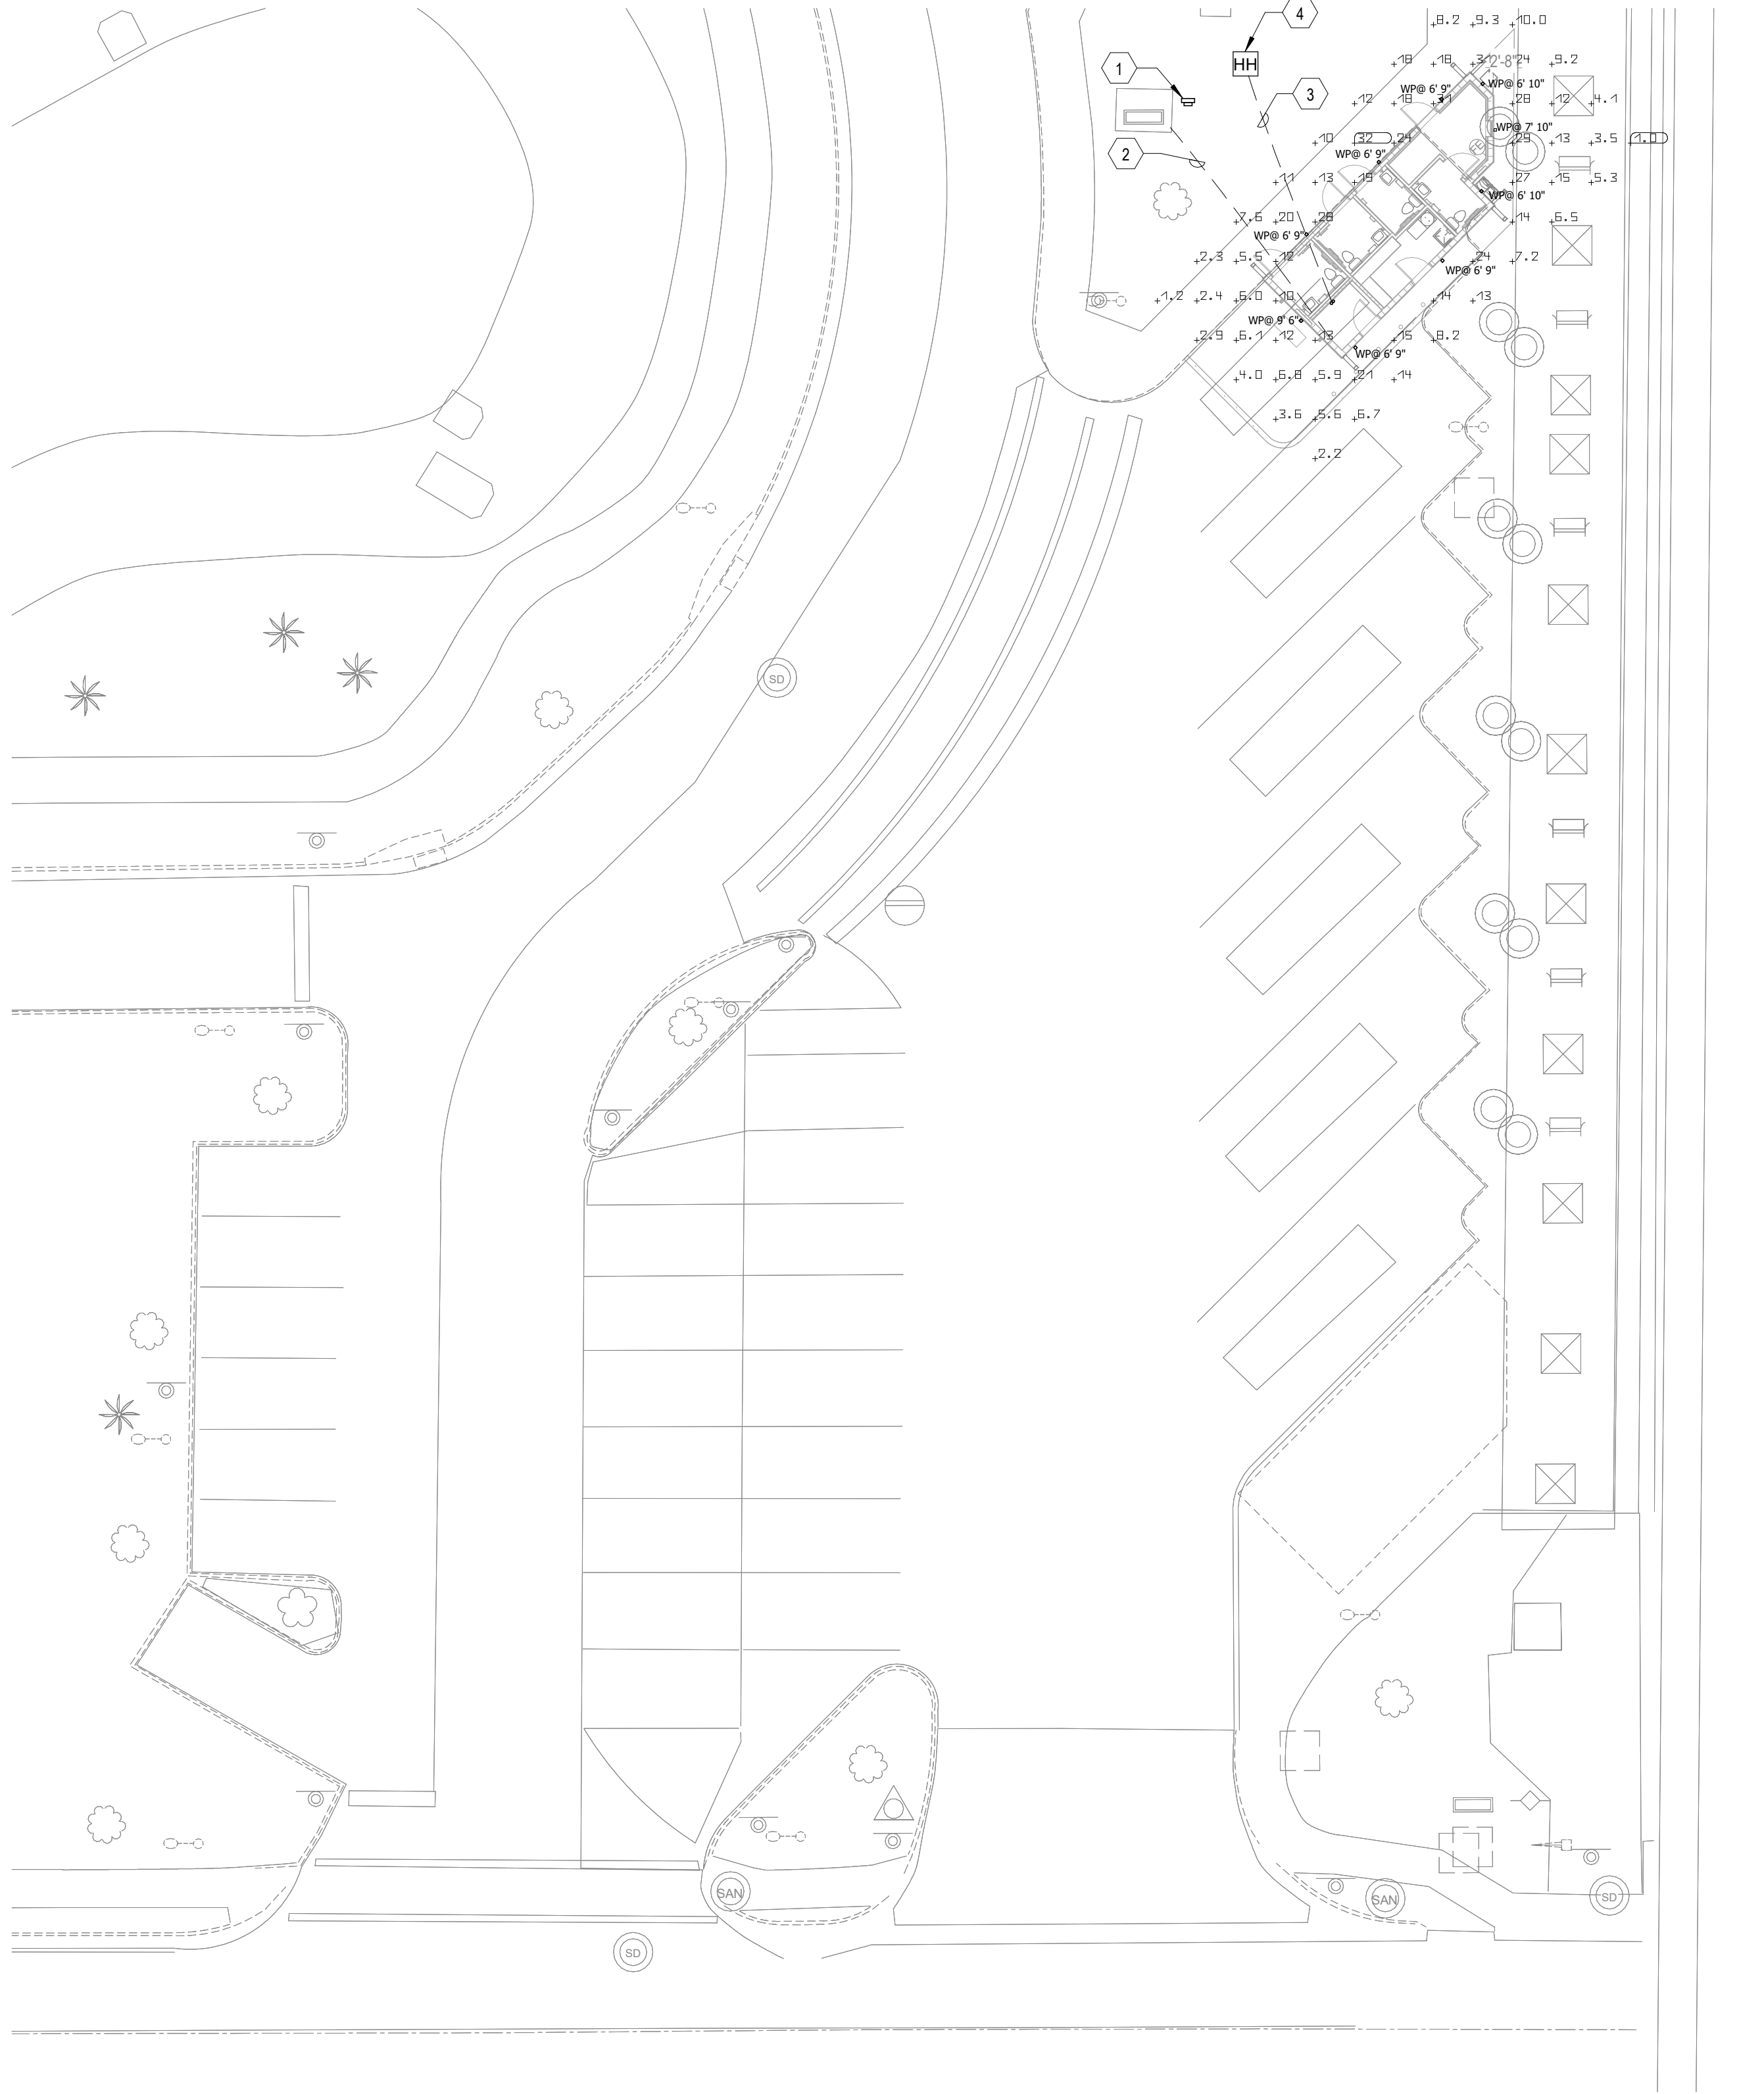 4
+8.2 +9.3 +10.0
HH
+18 +18 2'-8" +24 +9.2
1
WP@ 6' 9" WP@ 6' 10"
3
+12 +18 +31 +28 +12 +4.1
WP@ 7' 10"
+10 +32 +24 +29 +13 +3.5 +1.0
FE
2
WP@ 6' 9"
+11 +13 +19 +27 +15 +5.3
WP@ 6' 10"
+7.6 +20 +28 +14 +6.5
WP@ 6' 9"
+2.3 +5.5 +12 +24 +7.2
WP@ 6' 9"
+1.2 +2.4 +6.0 +10 +14 +13
WP@ 9' 6"
+2.9 +6.1 +12 +13 +15 +8.2
WP@ 6' 9"
+4.0 +6.8 +5.9 +21 +14
+3.6 +5.6 +6.7
+2.2
SD
SAN
SAN
SD
SD